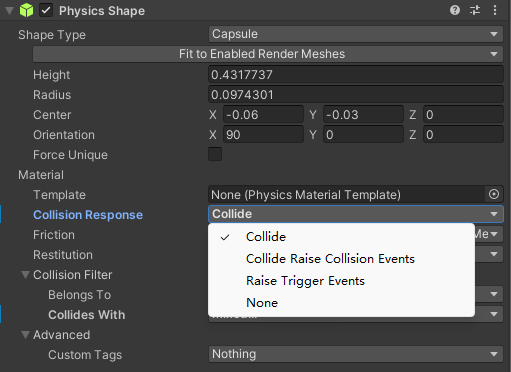 Physics Shape
Shape Type Capsule
Fit to Enabled Render Meshes
Height 0.4317737
Radius 0.0974301
Center X -0.06 Y -0.03 Z 0
Orientation X 90 Y 0 Z 0
Force Unique
Material
Template None (Physics Material Template)
Collision Response Collide
Friction Me
Collide
Restitution
Collide Raise Collision Events
Collision Filter
Raise Trigger Events
Belongs To
None
Collides With
Advanced
Custom Tags Nothing